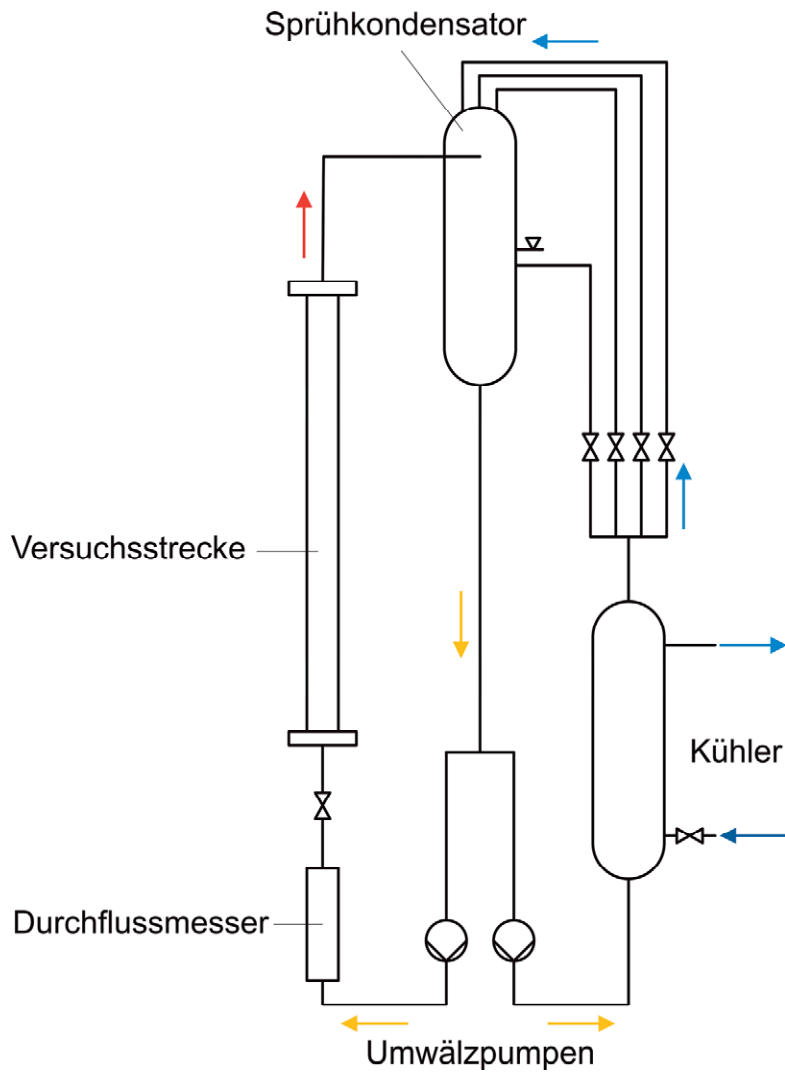 Sprühkondensator
Versuchsstrecke
Kühler
Durchflussmesser
Umwälzpumpen